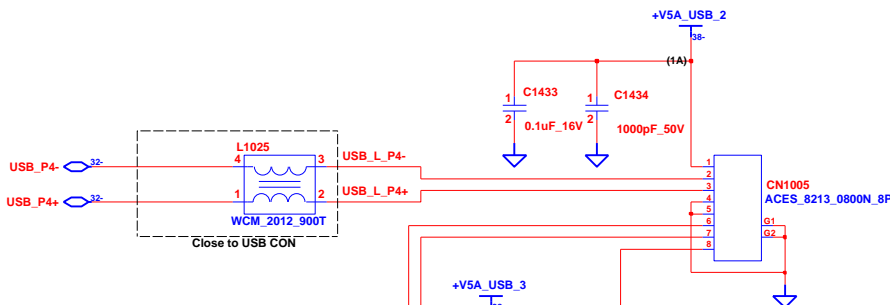 +V5A_USB_2
38-
(1A)
C1433
C1434
1
1
2
2
0.1uF_16V
1000pF_50V
L1025
USB_P4-
32-
4
3
USB_L_P4-
USB_P4+
32-
1
2
USB_L_P4+
WCM_2012_900T
Close to USB CON
1
2
3
4
5
6
7
8
CN1005
ACES_8213_0800N_8P
G1
G2
+V5A_USB_3